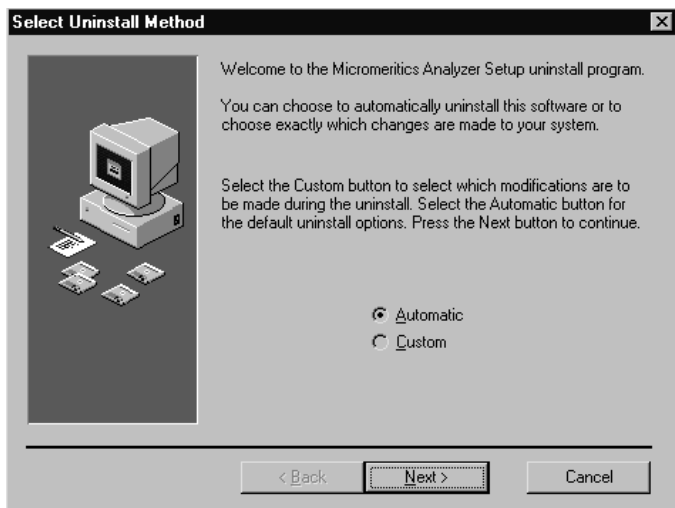 Select Uninstall Method
Welcome to the Micromeritics Analyzer Setup uninstall program.
You can choose to automatically uninstall this software or to
choose exactly which changes are made to your system.
Select the Custom button to select which modifications are to
be made during the uninstall. Select the Automatic button for
the default uninstall options. Press the Next button to continue.
Automatic
Custom
< Back
Next >
Cancel